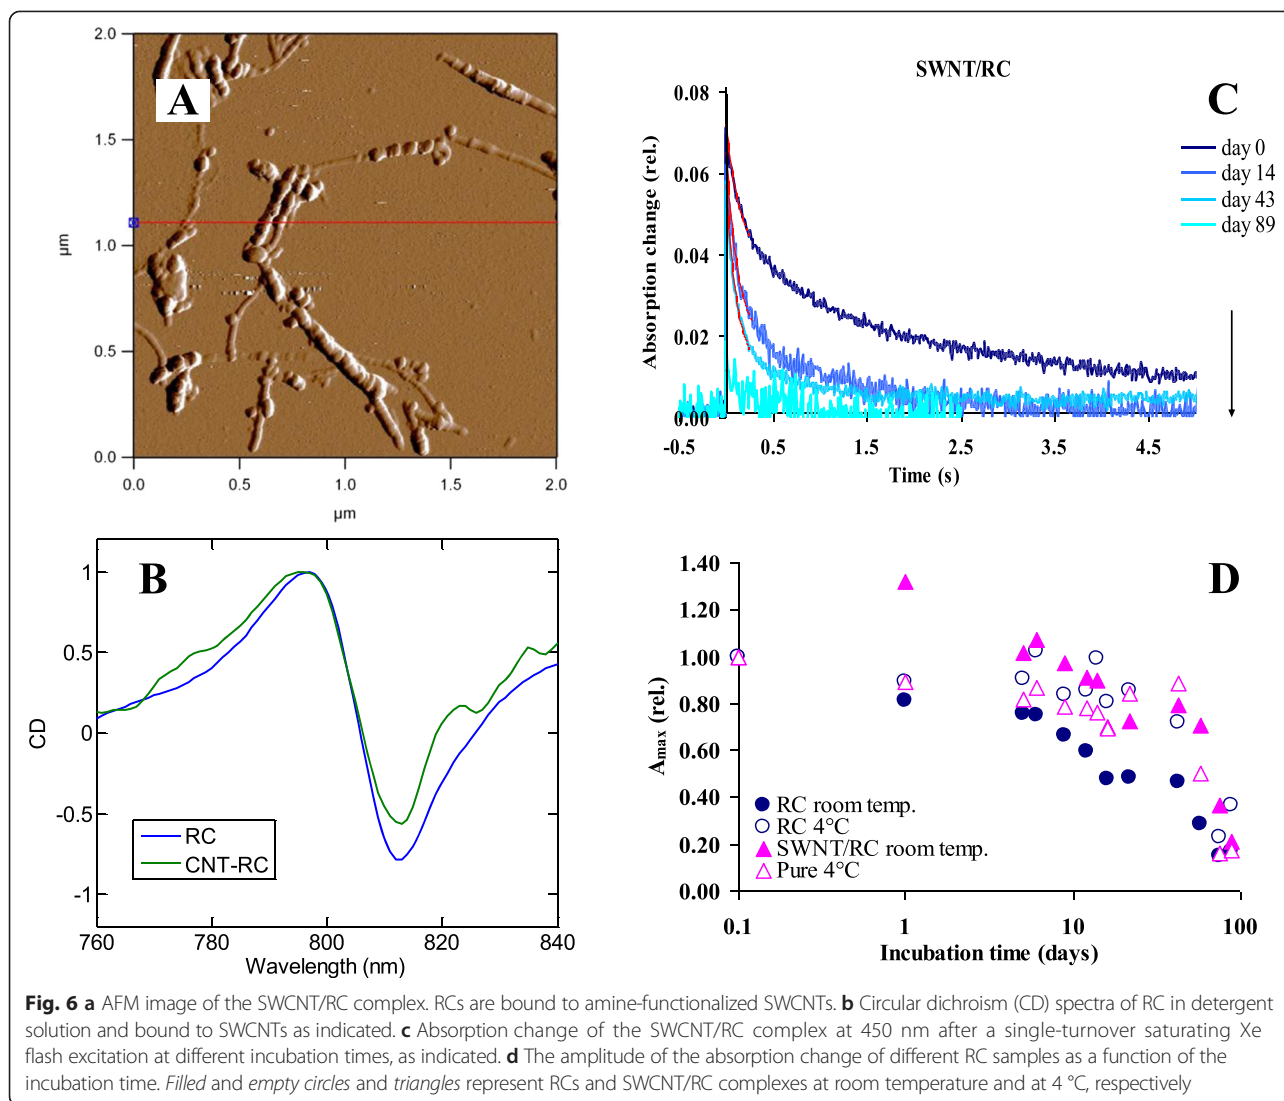 A
2.0
1.5
1.0
0.5
0.0
µm
0.0 0.5 1.0 1.5 2.0
µm
SWNT/RC
C
0.08
0.06
0.04
0.02
0.00
Absorption change (rel.)
day 0
day 14
day 43
day 89
-0.5 0.5 1.5 2.5 3.5 4.5
Time (s)
B
1
0.5
0
-0.5
-1
CD
RC
CNT-RC
760 780 800 820 840
Wavelength (nm)
D
1.40
1.20
1.00
0.80
0.60
0.40
0.20
0.00
Amax (rel.)
RC room temp.
RC 4°C
SWNT/RC room temp.
Pure 4°C
0.1 1 10 100
Incubation time (days)
Fig. 6 a AFM image of the SWCNT/RC complex. RCs are bound to amine-functionalized SWCNTs. b Circular dichroism (CD) spectra of RC in detergent
solution and bound to SWCNTs as indicated. c Absorption change of the SWCNT/RC complex at 450 nm after a single-turnover saturating Xe
flash excitation at different incubation times, as indicated. d The amplitude of the absorption change of different RC samples as a function of the
incubation time. Filled and empty circles and triangles represent RCs and SWCNT/RC complexes at room temperature and at 4 °C, respectively